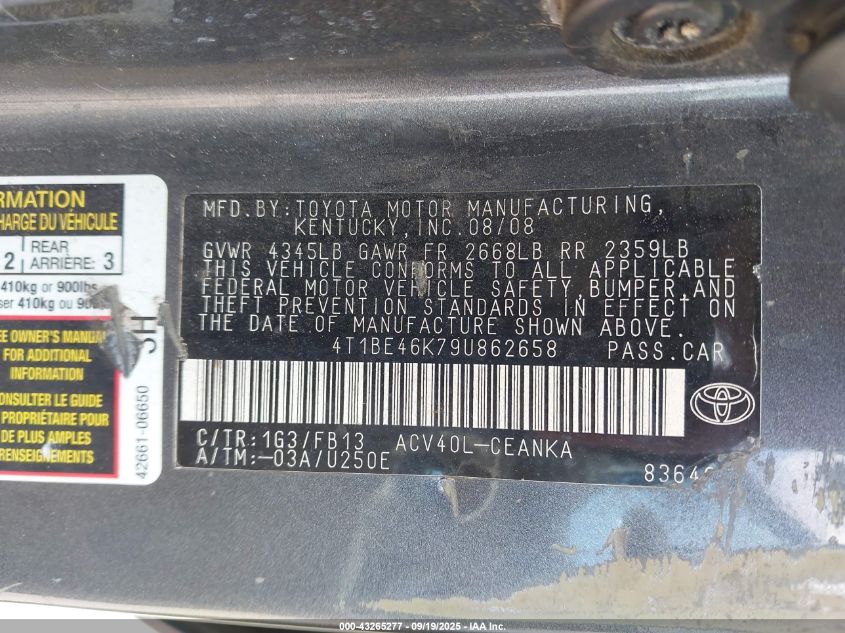 RMATION
CHARGE DU VÉHICULE
2 REAR ARRIÈRE: 3
410kg or 900lbs
ser 410kg ou 90
EE OWNER'S MANUA
FOR ADDITIONAL
INFORMATION
CONSULTER LE GUIDE
PROPRIÉTAIRE POUR
DE PLUS AMPLES
RENSEIGNEMENTS
42661-06650
MFD.BY:TOYOTA MOTOR MANUFACTURING,
KENTUCKY,INC.08/08
GVWR 4345LB GAWR FR 2668LB RR 2359LB
THIS VEHICLE CONFORMS TO ALL APPLICABLE
FEDERAL MOTOR VEHICLE SAFETY,BUMPER,AND
THEFT PREVENTION STANDARDS IN EFFECT ON
THE DATE OF MANUFACTURE SHOWN ABOVE.
4T1BE46K79U862658 PASS.CAR
C/TR:1G3/FB13 ACV40L-CEANKA
A/TM:-03A/U250E
8364
000-43265277 - 09/19/2025 - IAA Inc.